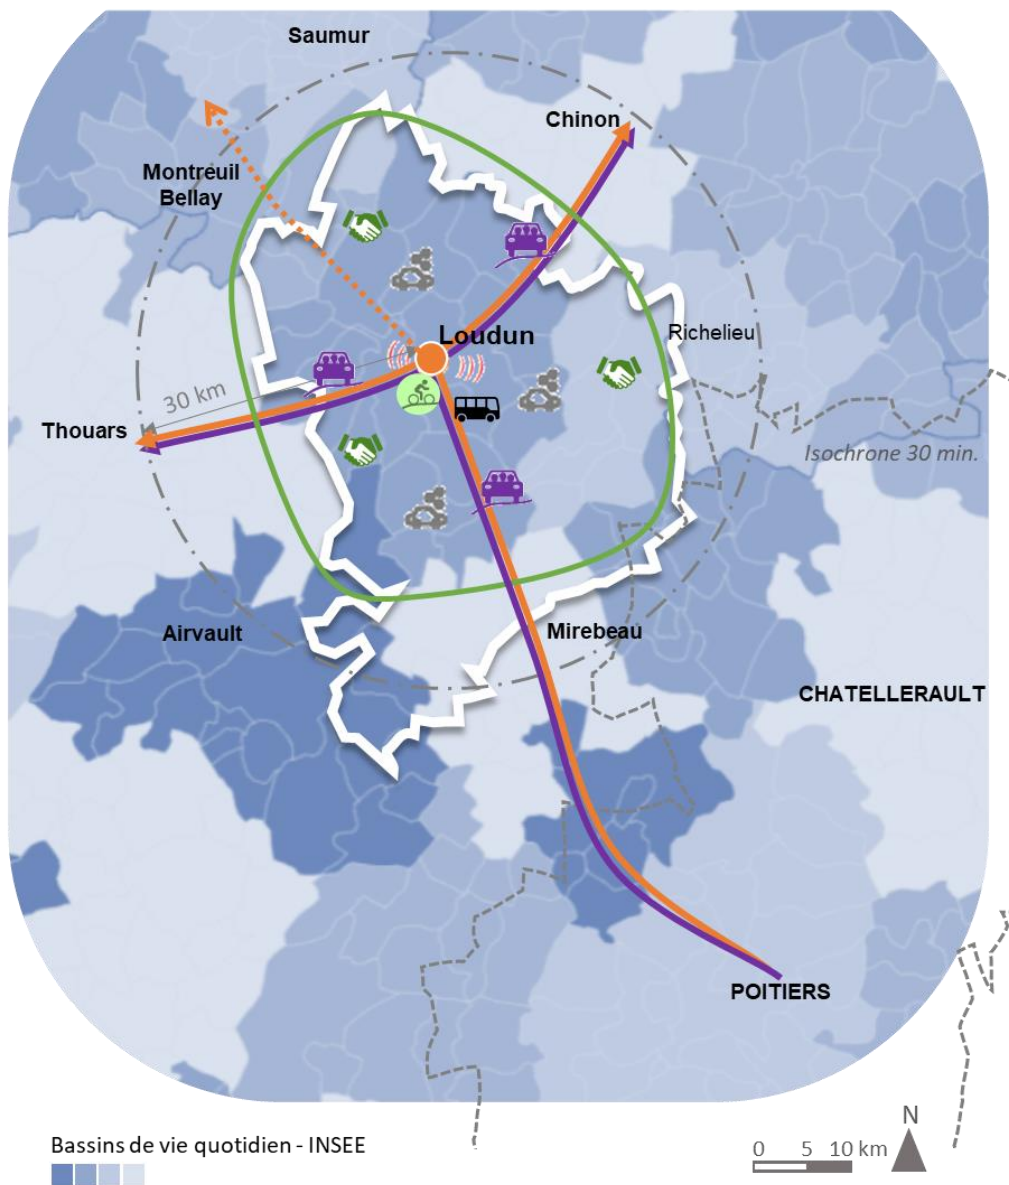 Saumur
Chinon
Montreuil
Bellay
Loudun
Richelieu
30 km
Thouars
Isochrone 30 min.
Airvault
Mirebeau
CHATELLERAULT
POITIERS
Bassins de vie quotidien - INSEE
0 5 10 km
N